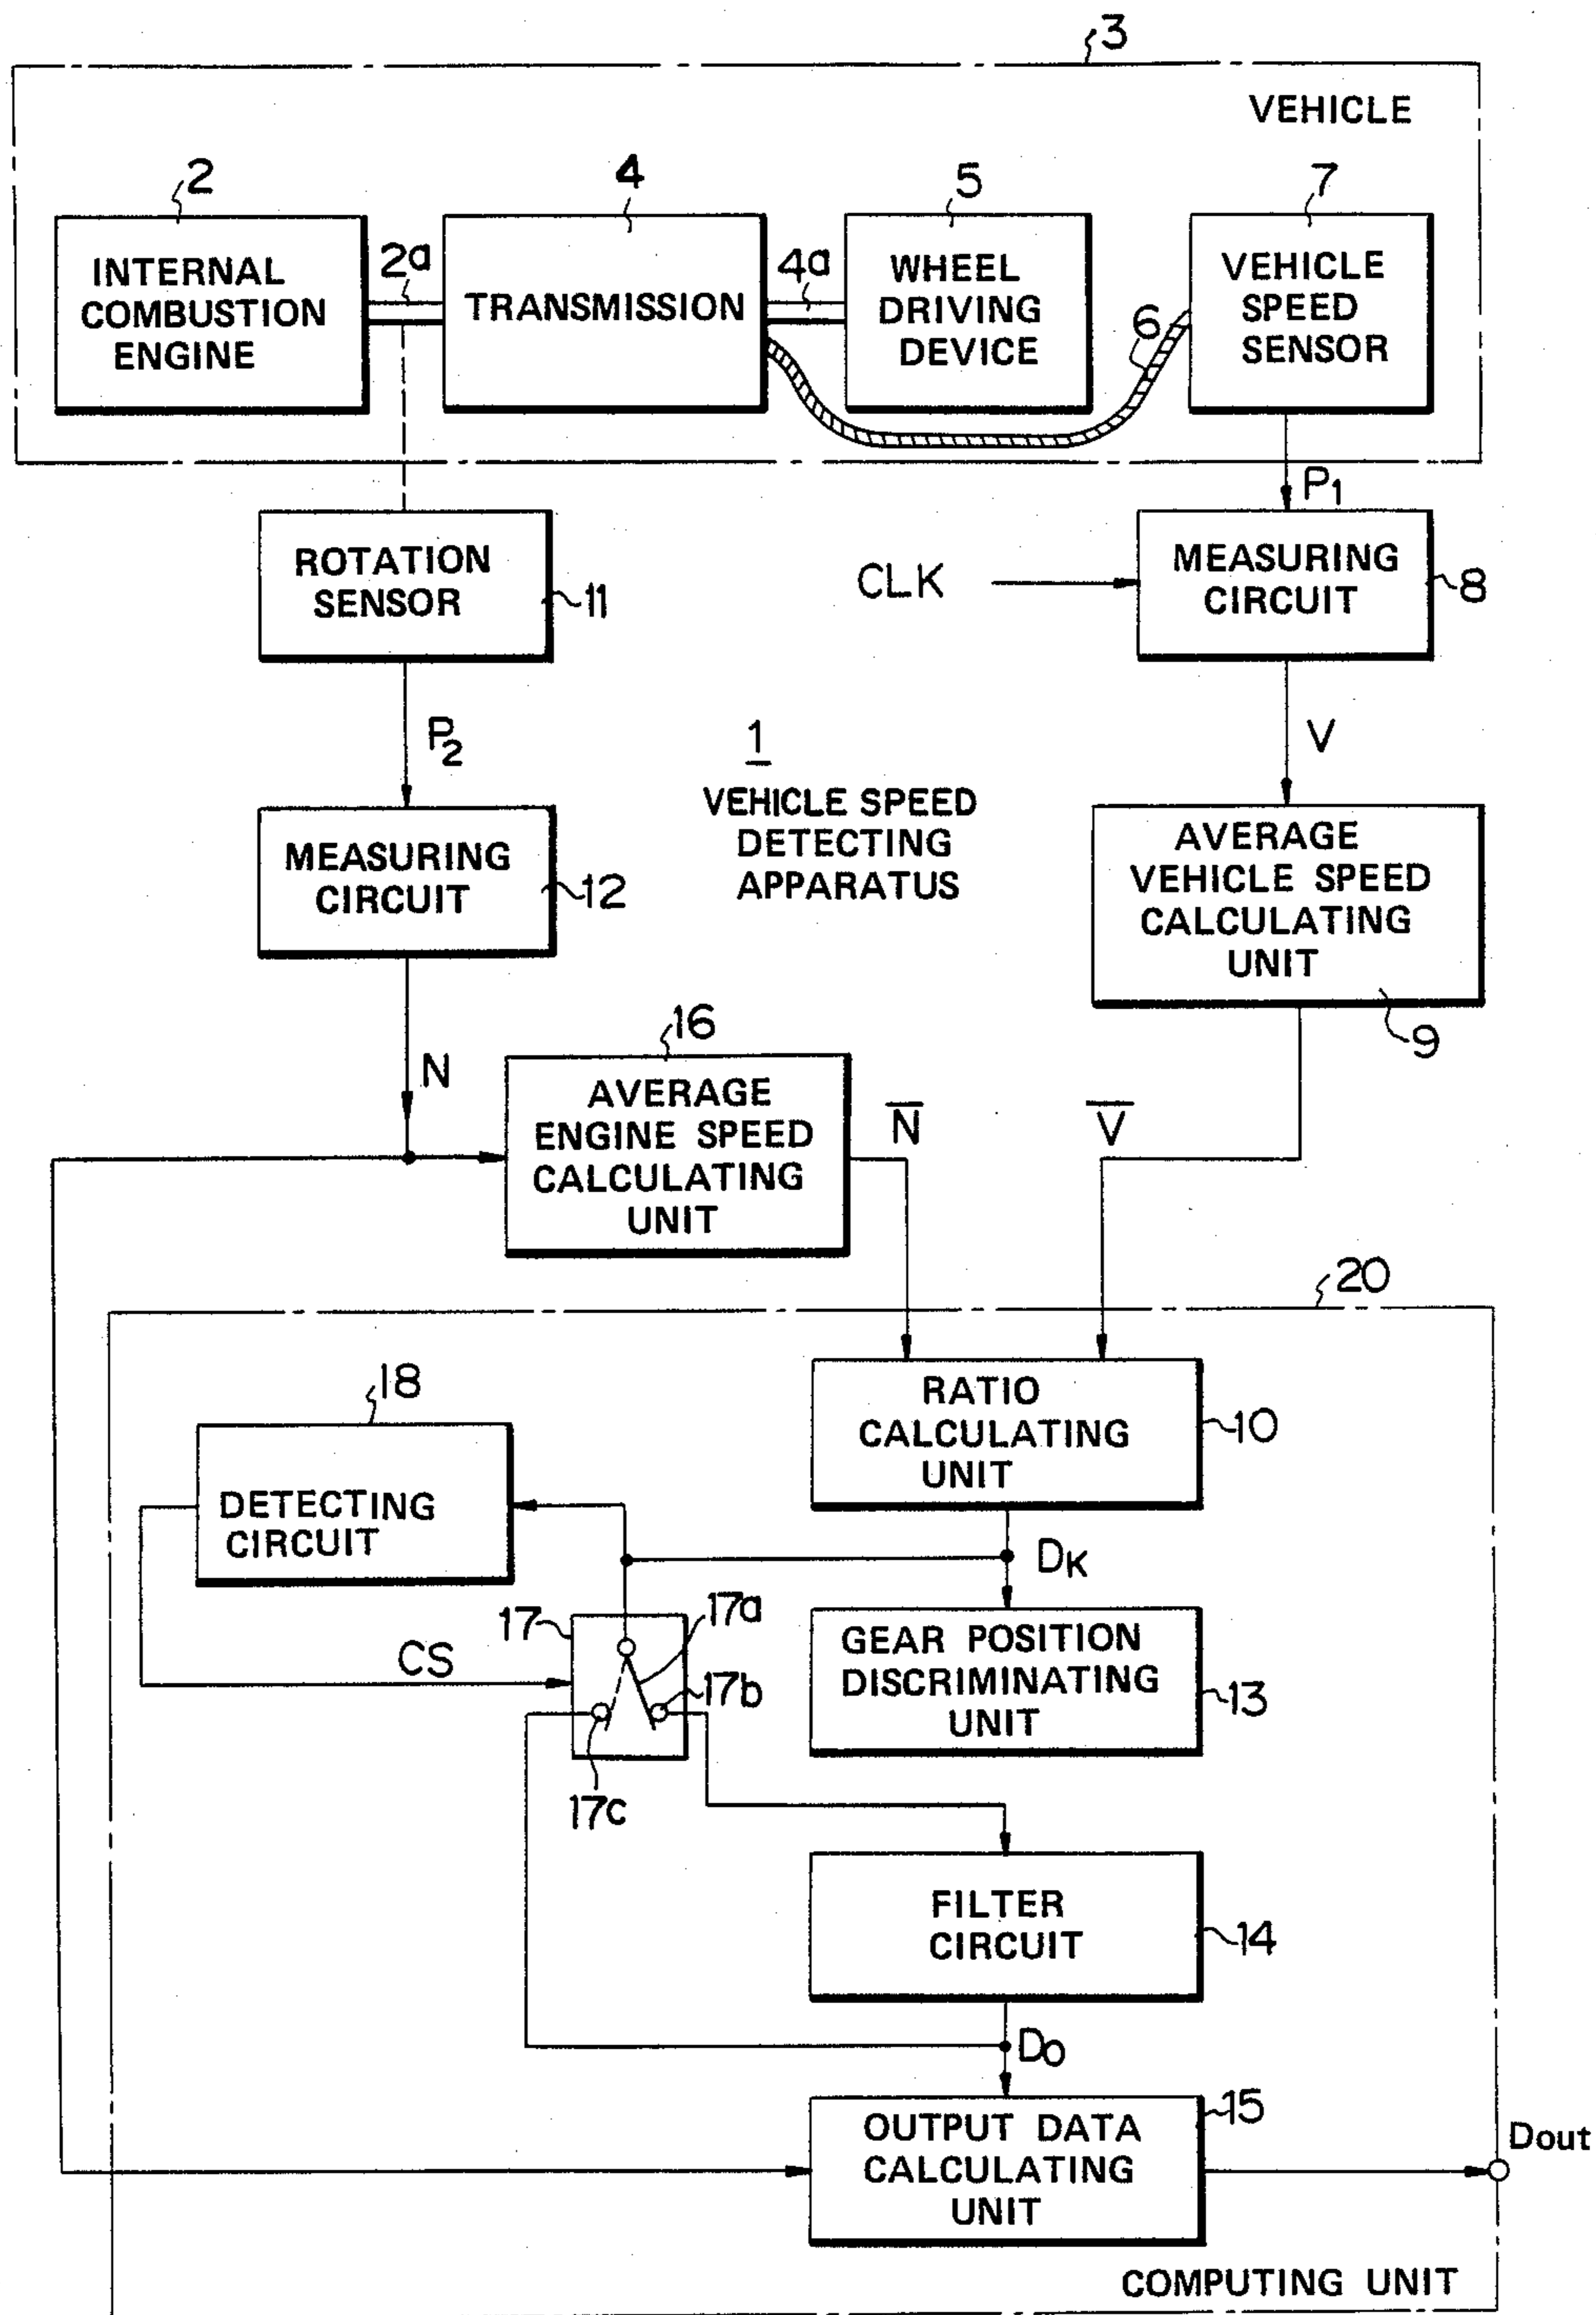 3
VEHICLE
2
4
5
7
INTERNAL
COMBUSTION
ENGINE
2a
TRANSMISSION
4a
WHEEL
DRIVING
DEVICE
6
VEHICLE
SPEED
SENSOR
P1
ROTATION
SENSOR
11
CLK
MEASURING
CIRCUIT
8
P2
1
VEHICLE SPEED
DETECTING
APPARATUS
V
MEASURING
CIRCUIT
12
AVERAGE
VEHICLE SPEED
CALCULATING
UNIT
9
N
16
AVERAGE
ENGINE SPEED
CALCULATING
UNIT
N̅
V̅
20
18
DETECTING
CIRCUIT
RATIO
CALCULATING
UNIT
10
DK
17
17a
CS
17b
17c
GEAR POSITION
DISCRIMINATING
UNIT
13
FILTER
CIRCUIT
14
D0
OUTPUT DATA
CALCULATING
UNIT
15
Dout
COMPUTING UNIT